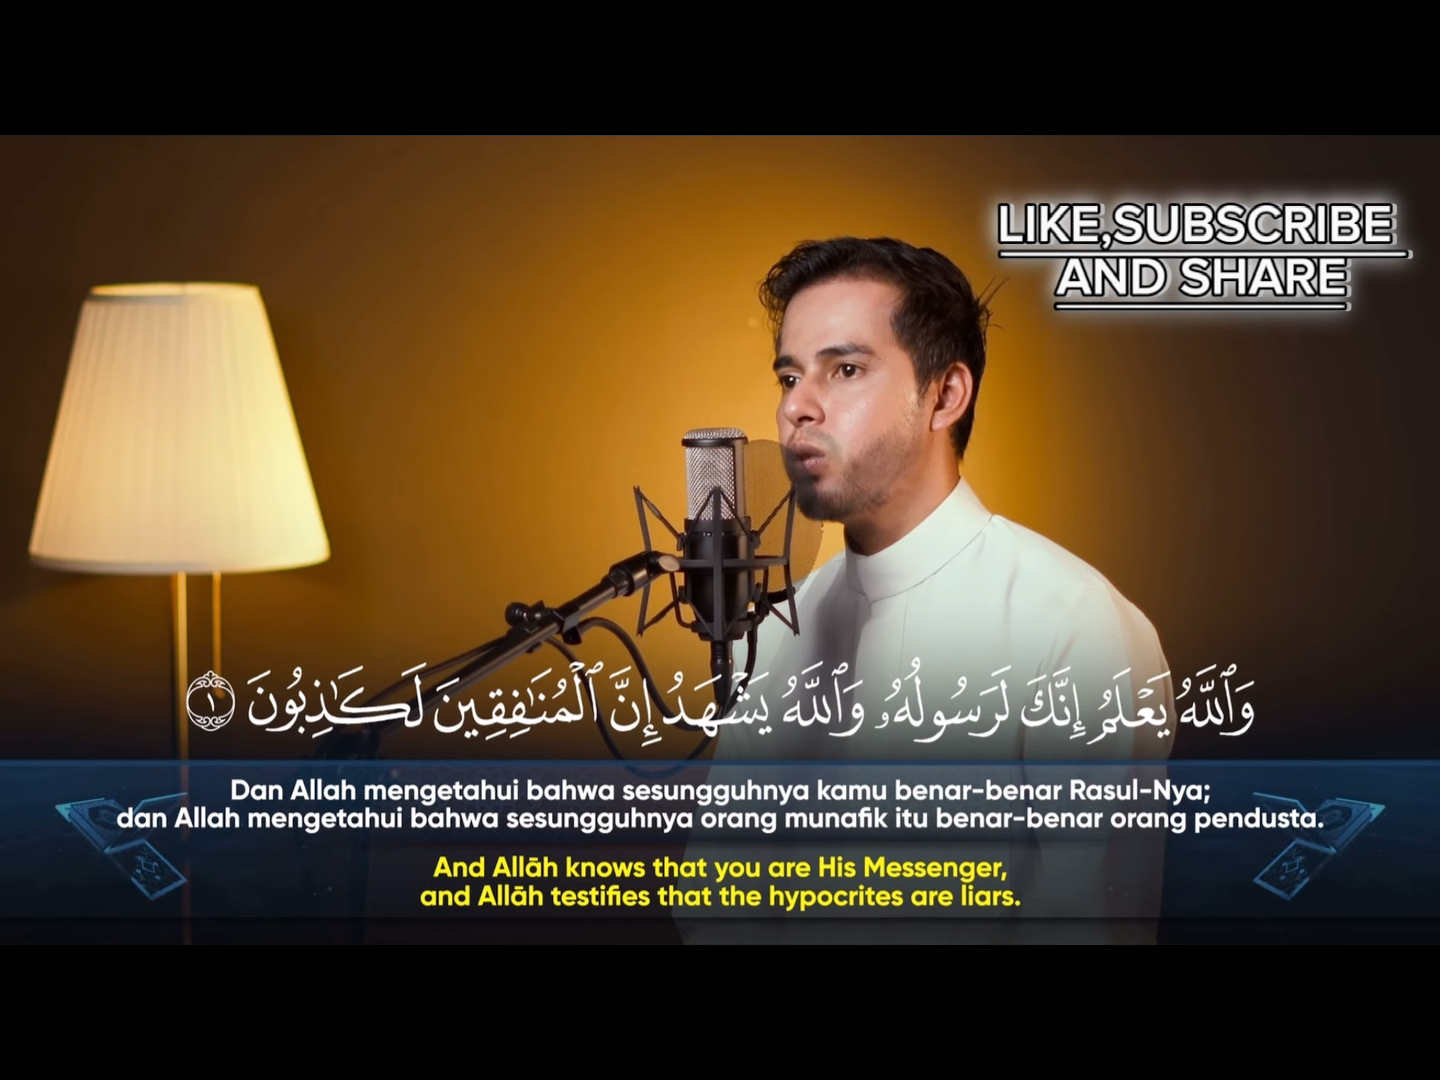 LIKE,SUBSCRIBE
AND SHARE
وَٱللَّهُ يَعْلَمُ إِنَّكَ لَرَسُولُهُۥ وَٱللَّهُ يَشْهَدُ إِنَّ ٱلْمُنَـٰفِقِينَ لَكَـٰذِبُونَ ١
Dan Allah mengetahui bahwa sesungguhnya kamu benar-benar Rasul-Nya;
dan Allah mengetahui bahwa sesungguhnya orang munafik itu benar-benar orang pendusta.
And Allāh knows that you are His Messenger,
and Allāh testifies that the hypocrites are liars.